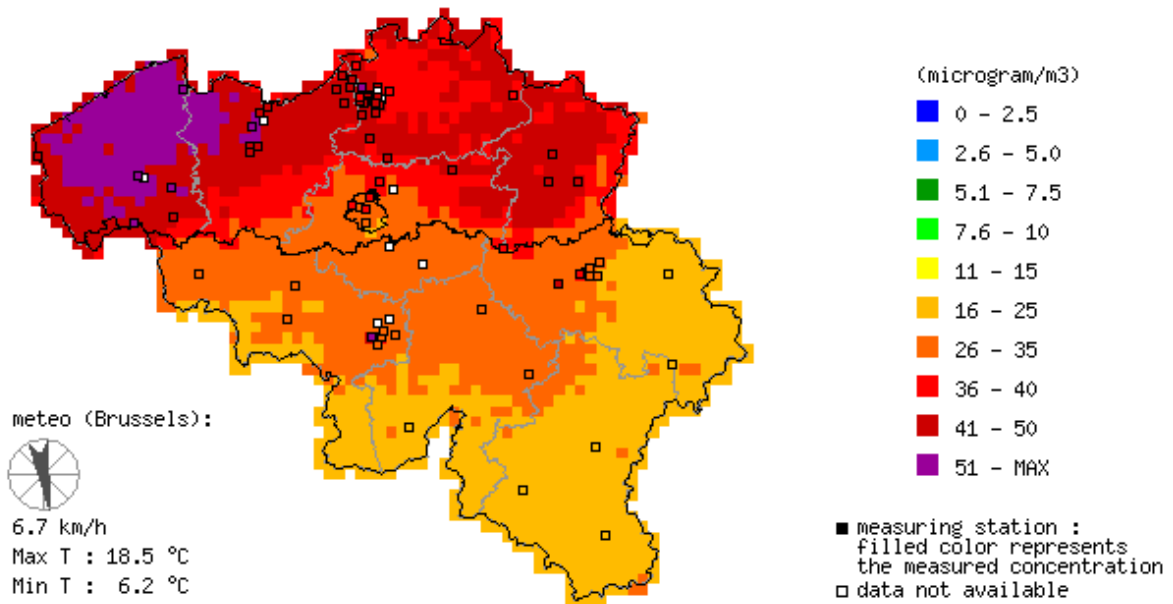 (microgram/m3)
0 - 2.5
2.6 - 5.0
5.1 - 7.5
7.6 - 10
11 - 15
16 - 25
26 - 35
36 - 40
41 - 50
51 - MAX
meteo (Brussels):
6.7 km/h
Max T : 18.5 °C
Min T : 6.2 °C
measuring station :
filled color represents
the measured concentration
data not available